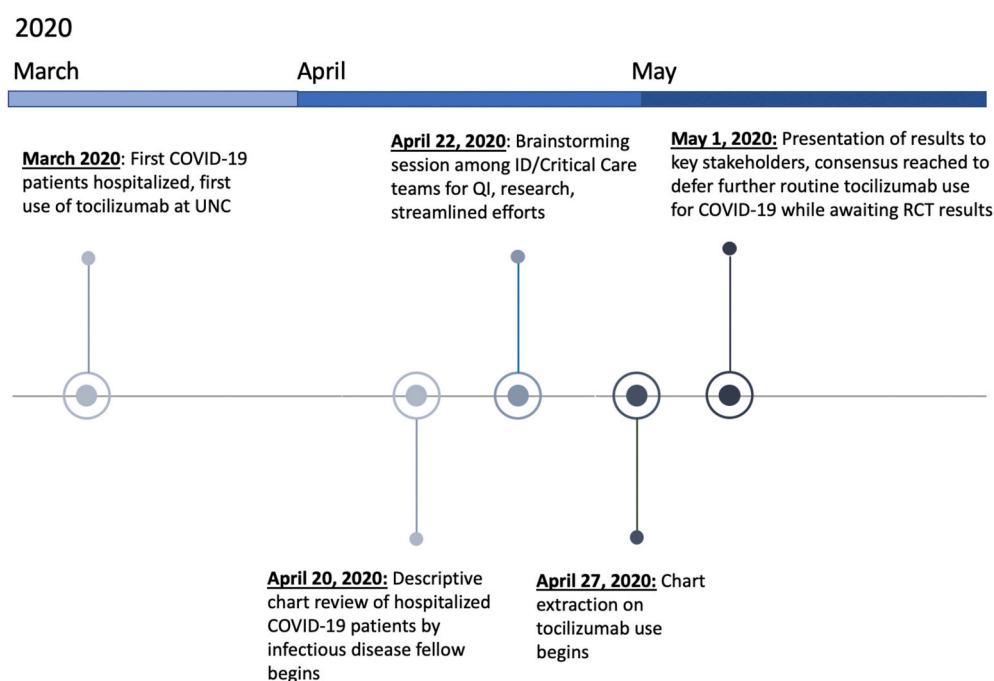 2020
March
April
May
March 2020: First COVID-19
patients hospitalized, first
use of tocilizumab at UNC
April 22, 2020: Brainstorming
session among ID/Critical Care
teams for QI, research,
streamlined efforts
May 1, 2020: Presentation of results to
key stakeholders, consensus reached to
defer further routine tocilizumab use
for COVID-19 while awaiting RCT results
April 20, 2020: Descriptive
chart review of hospitalized
COVID-19 patients by
infectious disease fellow
begins
April 27, 2020: Chart
extraction on
tocilizumab use
begins